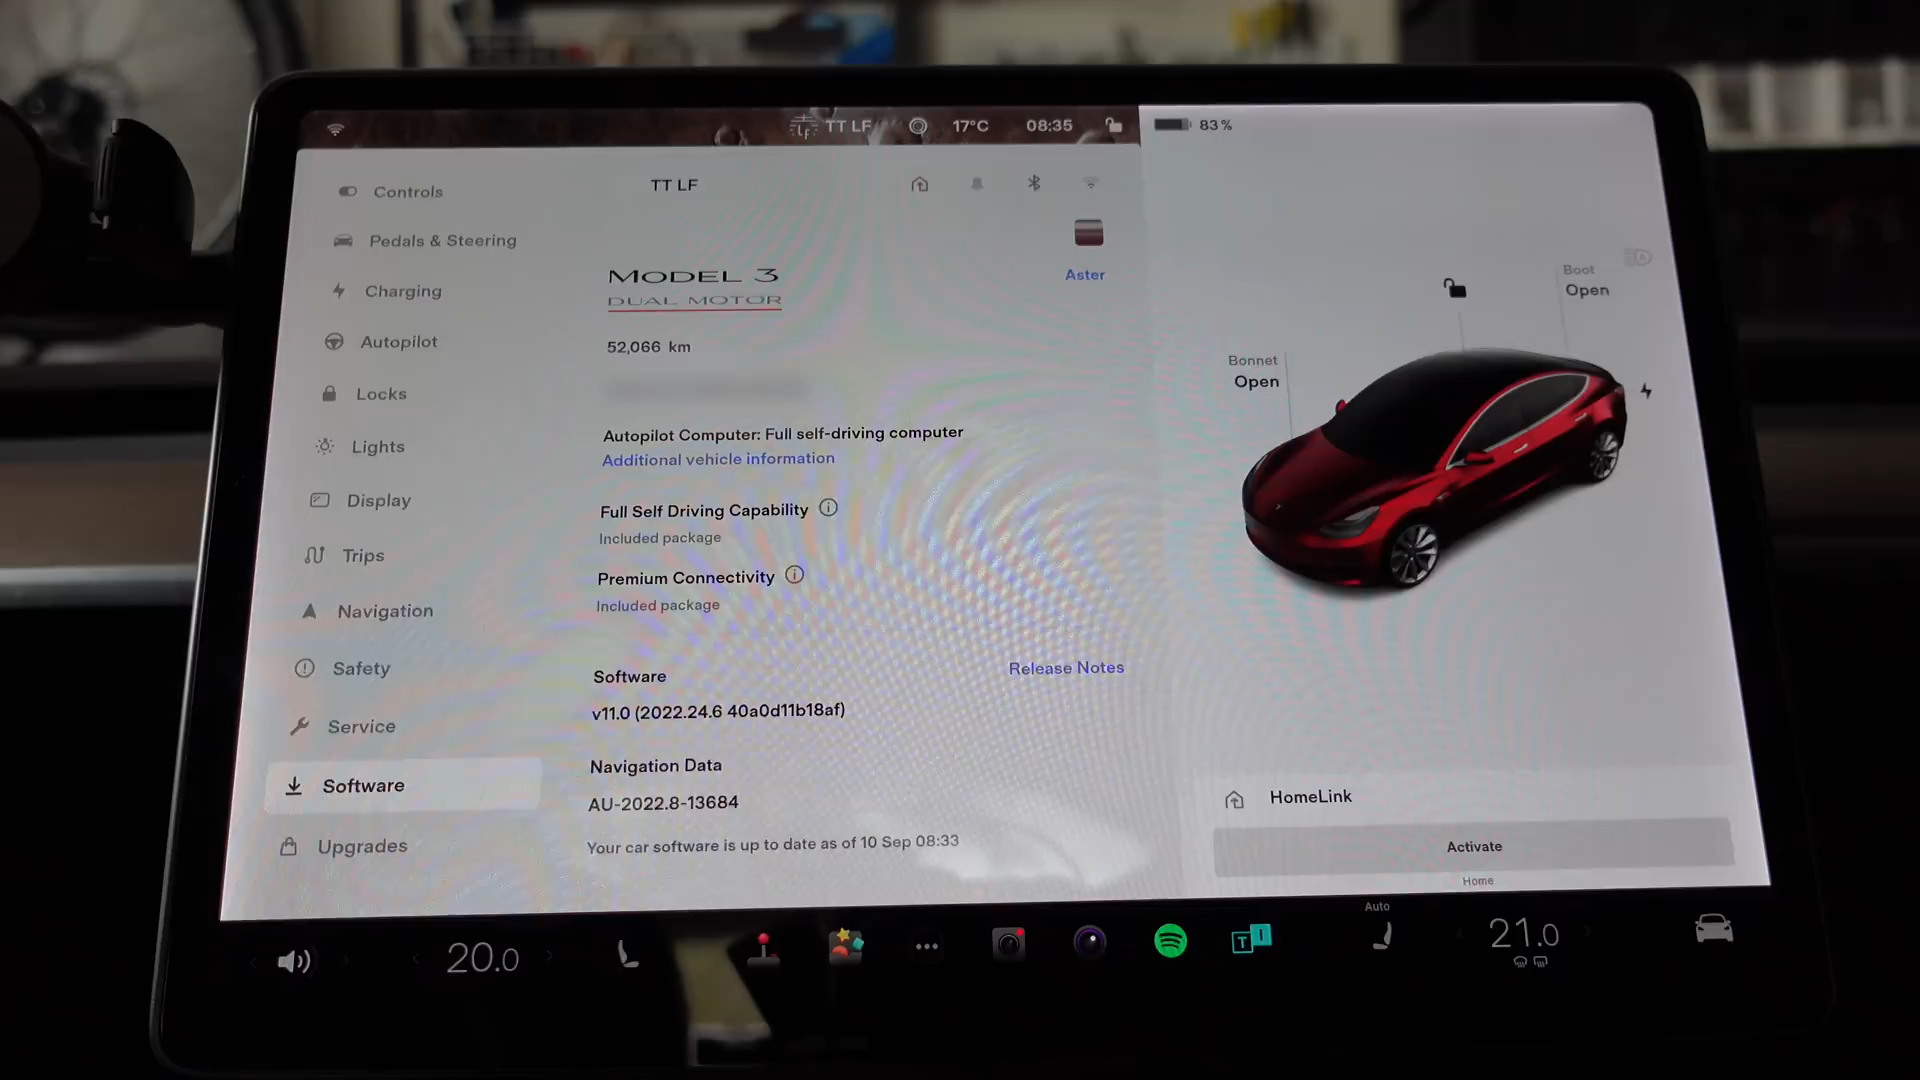 TT LF
17°C
08:35
83%
Controls
Pedals & Steering
Charging
Autopilot
Locks
Lights
Display
Trips
Navigation
Safety
Service
Software
Upgrades
TT LF
Aster
MODEL 3
DUAL MOTOR
52,066 km
Autopilot Computer: Full self-driving computer
Additional vehicle information
Full Self Driving Capability
Included package
Premium Connectivity
Included package
Software
Release Notes
v11.0 (2022.24.6 40a0d11b18af)
Navigation Data
AU-2022.8-13684
Your car software is up to date as of 10 Sep 08:33
Boot
Open
Bonnet
Open
HomeLink
Activate
Home
20.0
Auto
21.0